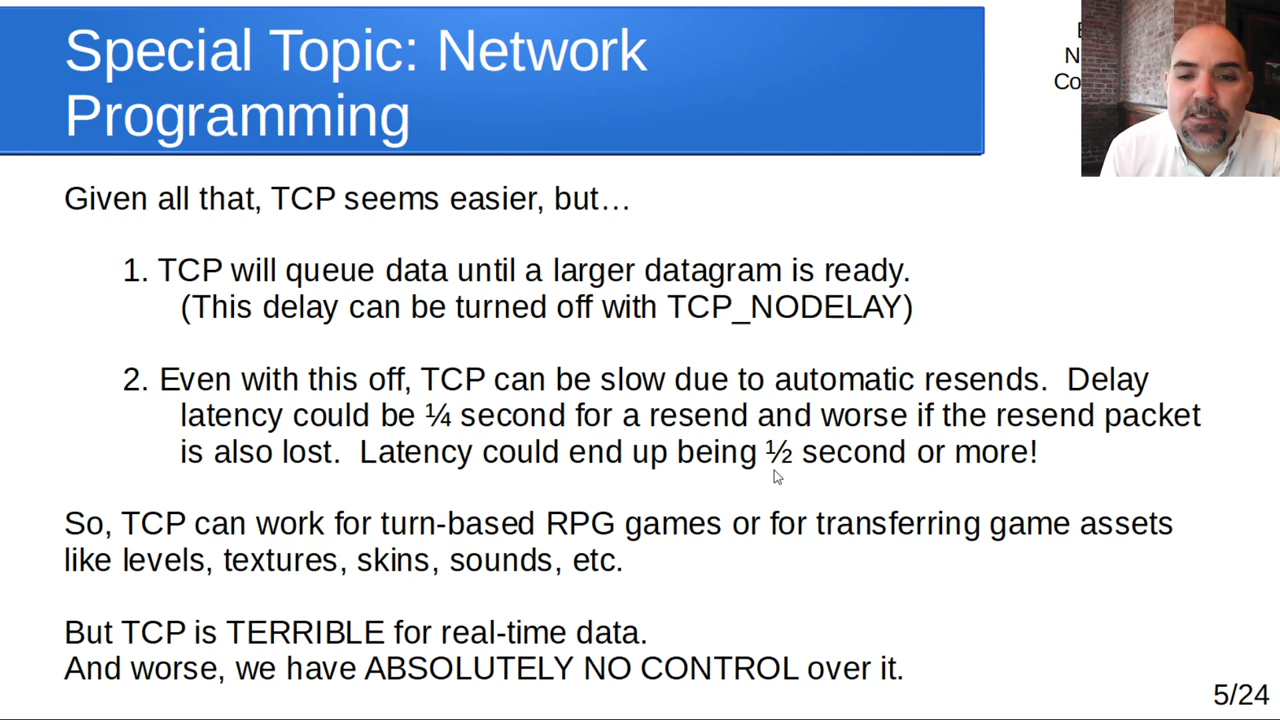 Special Topic: Network
Programming
Given all that, TCP seems easier, but…
1. TCP will queue data until a larger datagram is ready.
(This delay can be turned off with TCP_NODELAY)
2. Even with this off, TCP can be slow due to automatic resends.  Delay
latency could be ¼ second for a resend and worse if the resend packet
is also lost.  Latency could end up being ½ second or more!
So, TCP can work for turn-based RPG games or for transferring game assets
like levels, textures, skins, sounds, etc.
But TCP is TERRIBLE for real-time data.
And worse, we have ABSOLUTELY NO CONTROL over it.
5/24